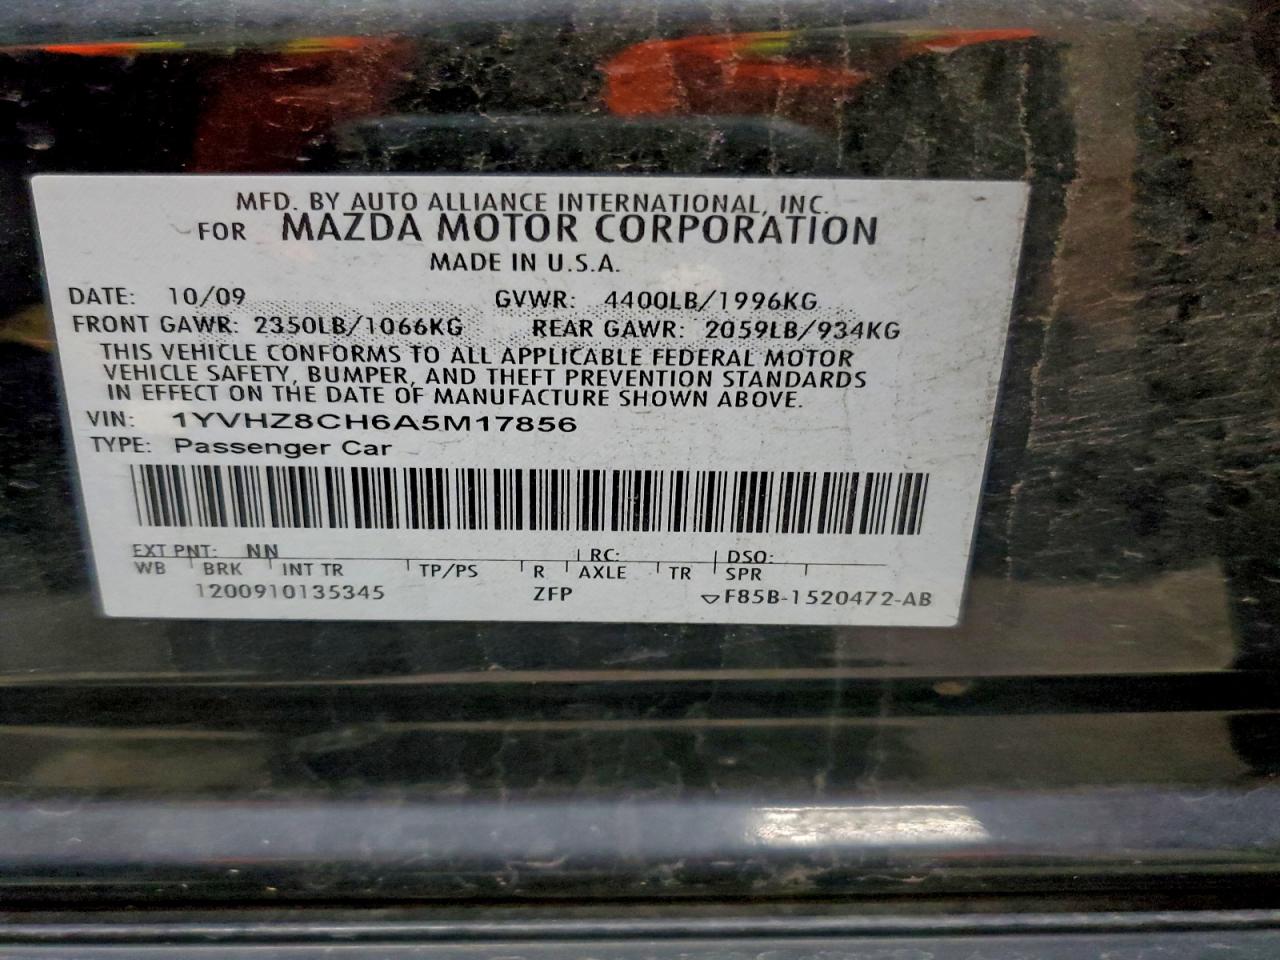 MFD. BY AUTO ALLIANCE INTERNATIONAL, INC.
FOR MAZDA MOTOR CORPORATION
MADE IN U.S.A.
DATE: 10/09 GVWR: 4400LB/1996KG
FRONT GAWR: 2350LB/1066KG REAR GAWR: 2059LB/934KG
THIS VEHICLE CONFORMS TO ALL APPLICABLE FEDERAL MOTOR
VEHICLE SAFETY, BUMPER, AND THEFT PREVENTION STANDARDS
IN EFFECT ON THE DATE OF MANUFACTURE SHOWN ABOVE.
VIN: 1YVHZ8CH6A5M17856
TYPE: Passenger Car
EXT PNT: NN RC: DSO:
WB BRK INT TR TP/PS R AXLE TR SPR
1200910135345 ZFP F85B-1520472-AB